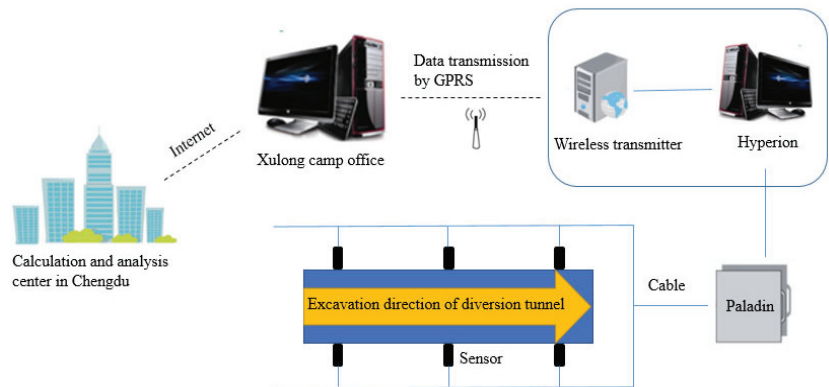 Data transmission
by GPRS
Internet
Xulong camp office
Wireless transmitter
Hyperion
Calculation and analysis
center in Chengdu
Excavation direction of diversion tunnel
Cable
Paladin
Sensor